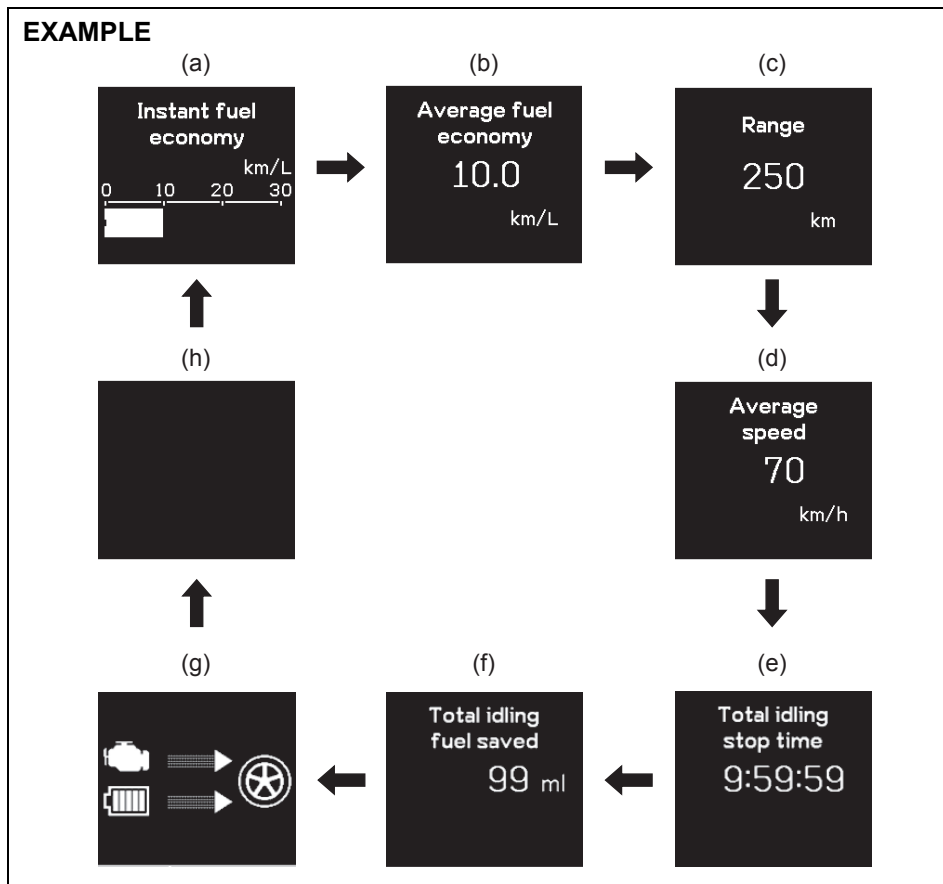 EXAMPLE
(a)
Instant fuel
economy
km/L
0 10 20 30
(b)
Average fuel
economy
10.0
km/L
(c)
Range
250
km
(d)
Average
speed
70
km/h
(e)
Total idling
stop time
9:59:59
(f)
Total idling
fuel saved
99 ml
(g)
(h)